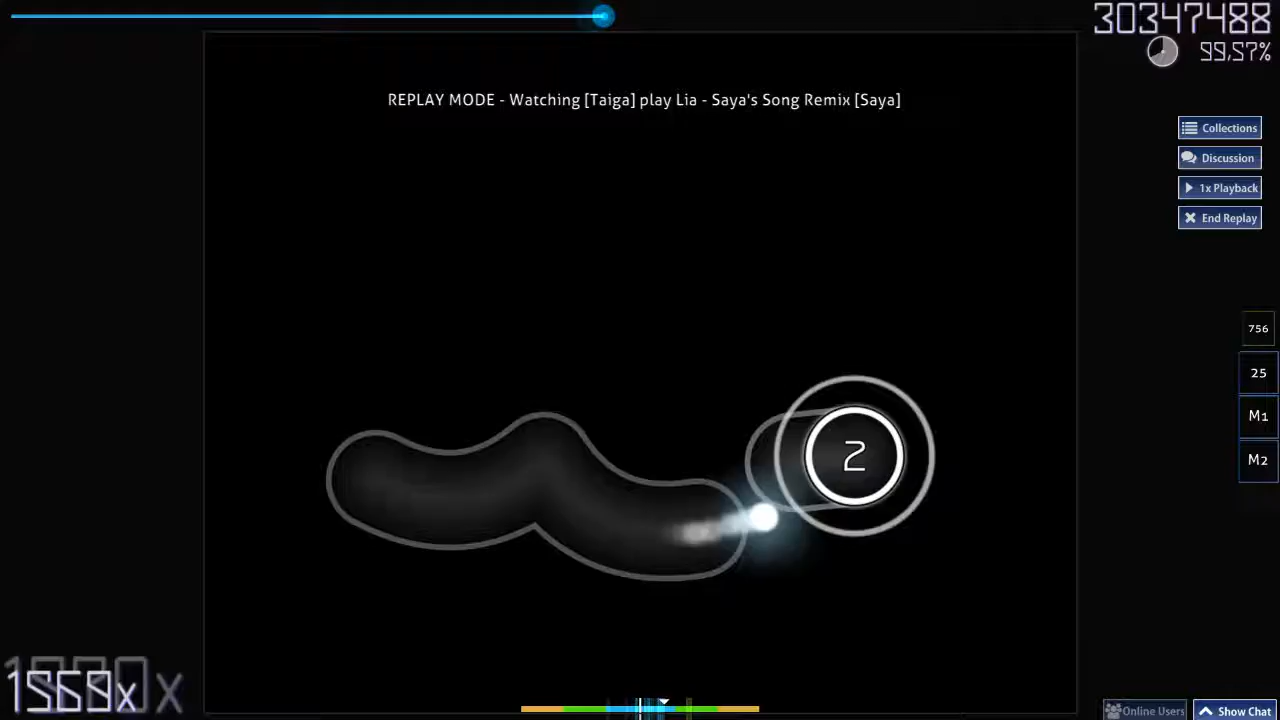 30347488
99,57%
REPLAY MODE - Watching [Taiga] play Lia - Saya's Song Remix [Saya]
Collections
Discussion
1x Playback
End Replay
756
25
M1
M2
2
Online Users
Show Chat